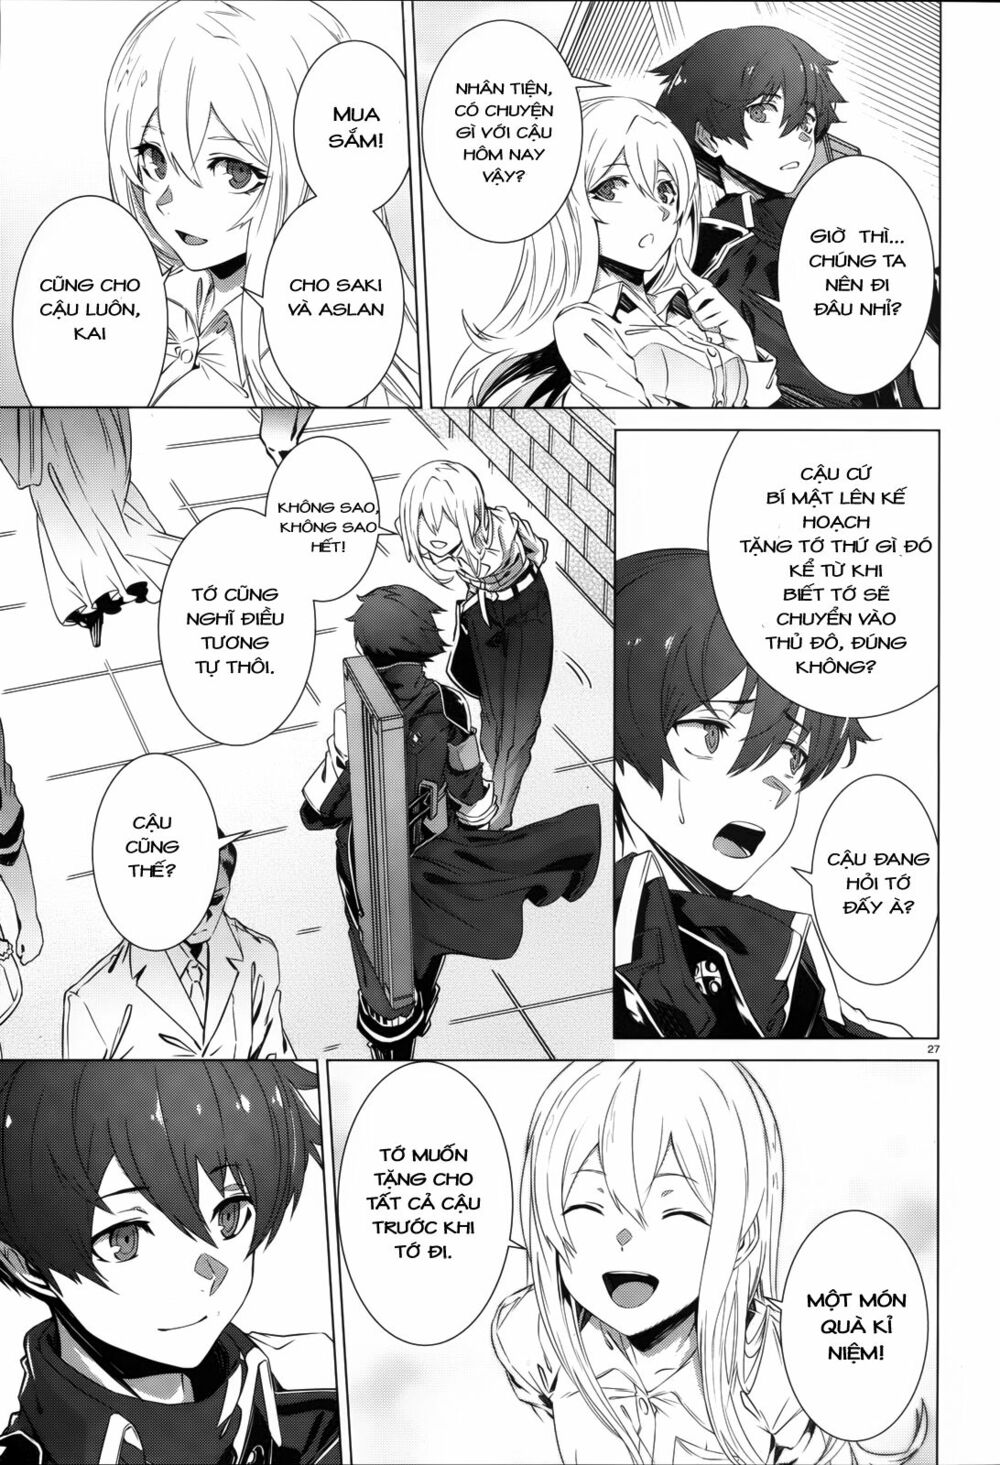 GIỜ THÌ...
CHÚNG TA
NÊN ĐI
ĐÂU NHỈ?
NHÂN TIỆN,
CÓ CHUYỆN
GÌ VỚI CẬU
HÔM NAY
VẬY?
MUA
SẮM!
CHO SAKI
VÀ ASLAN
CŨNG CHO
CẬU LUÔN,
KAI
CẬU CỨ
BÍ MẬT LÊN KẾ
HOẠCH
TẶNG TỚ THỨ GÌ ĐÓ
KỂ TỪ KHI
BIẾT TỚ SẼ
CHUYỂN VÀO
THỦ ĐÔ, ĐÚNG
KHÔNG?
CẬU ĐANG
HỎI TỚ
ĐẤY À?
KHÔNG SAO,
KHÔNG SAO
HẾT!
TỚ CŨNG
NGHĨ ĐIỀU
TƯƠNG
TỰ THÔI.
CẬU
CŨNG
THẾ?
27
MỘT MÓN
QUÀ KỈ
NIỆM!
TỚ MUỐN
TẶNG CHO
TẤT CẢ CẬU
TRƯỚC KHI
TỚ ĐI.